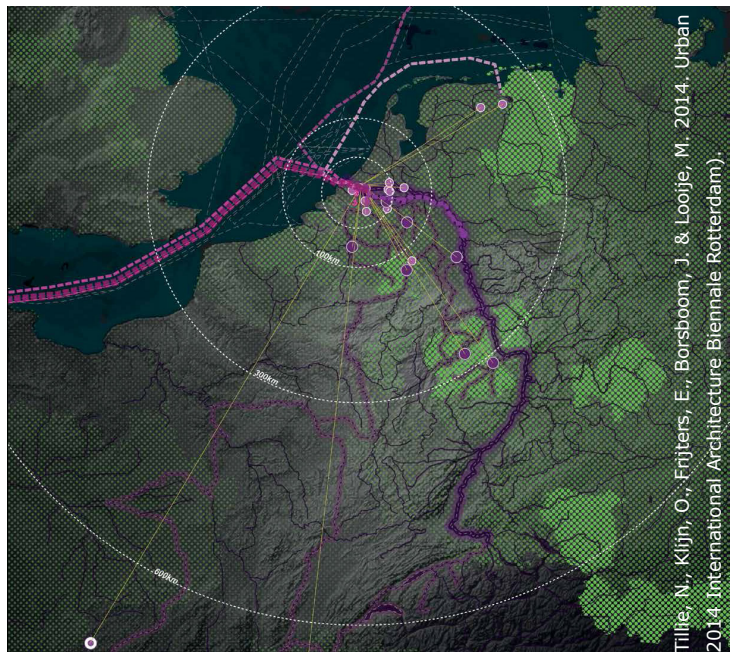 100km
300km
600km
Tillie, N., Klijn, O., Frijters, E., Borsboom, J. & Looije, M. 2014. Urban
2014 International Architecture Biennale Rotterdam).